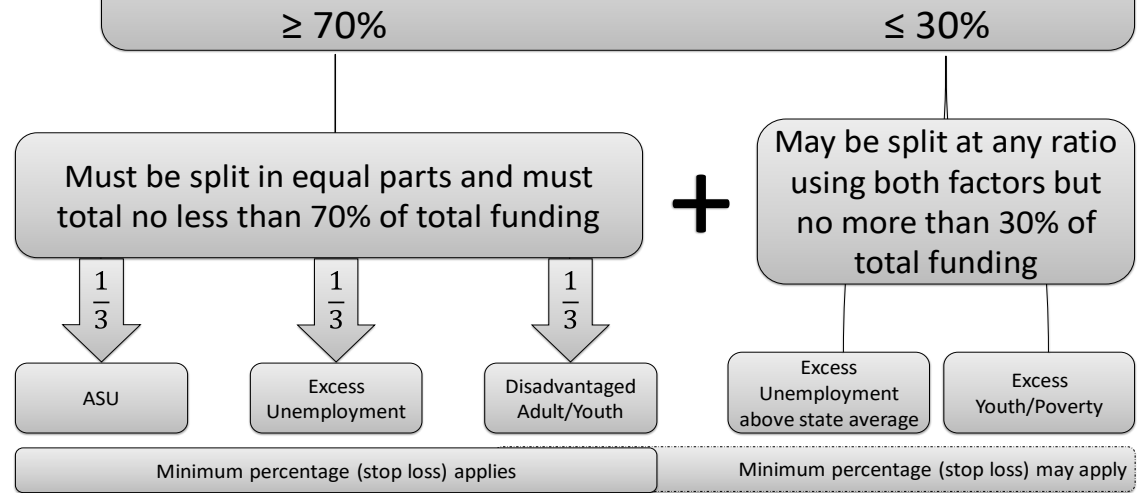 ≥ 70%
≤ 30%
Must be split in equal parts and must
total no less than 70% of total funding
+
May be split at any ratio
using both factors but
no more than 30% of
total funding
1/3
1/3
1/3
ASU
Excess
Unemployment
Disadvantaged
Adult/Youth
Excess
Unemployment
above state average
Excess
Youth/Poverty
Minimum percentage (stop loss) applies
Minimum percentage (stop loss) may apply